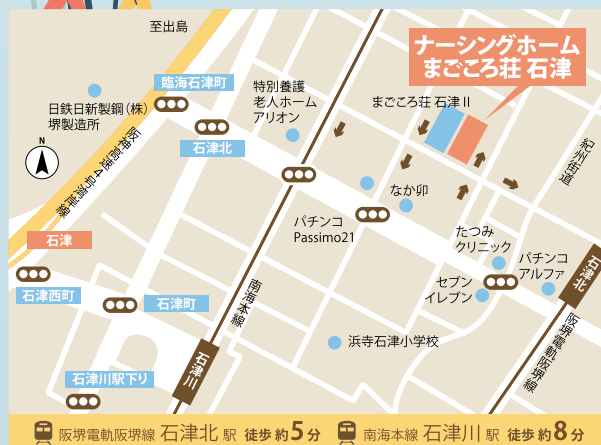 至出島
ナーシングホーム
まごころ荘 石津
臨海石津町
特別養護
老人ホーム
アリオン
まごころ荘 石津Ⅱ
日鉄日新製鋼(株)
堺製造所
石津北
紀州街道
N
阪神高速4号湾岸線
なか卯
石津
パチンコ
Passimo21
たつみ
クリニック
パチンコ
アルファ
石津北
石津西町
石津町
南海本線
セブン
イレブン
阪堺電軌阪堺線
浜寺石津小学校
石津川
石津川駅下り
阪堺電軌阪堺線 石津北 駅 徒歩 約5分
南海本線 石津川 駅 徒歩 約8分